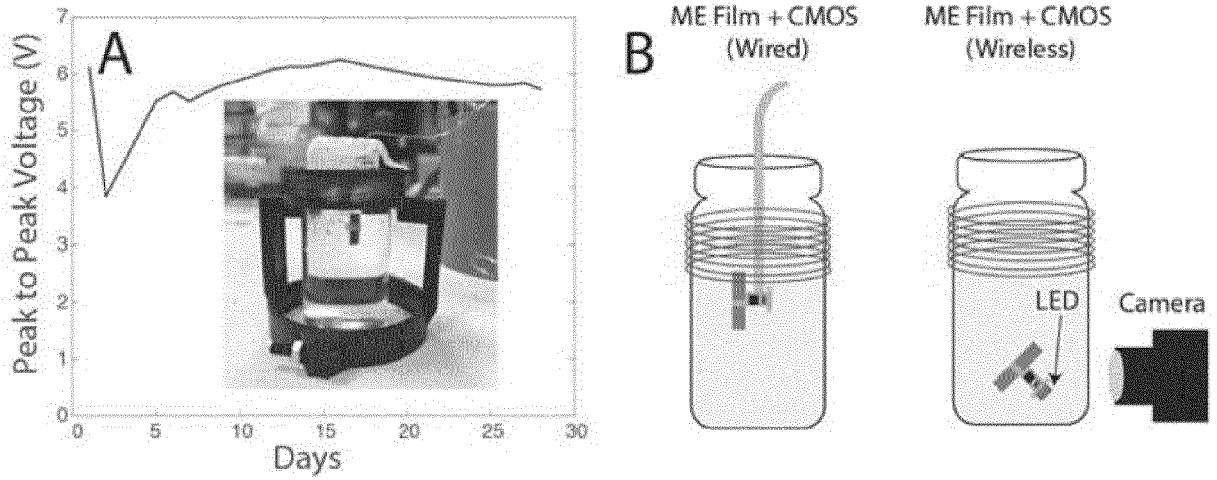 A
Peak to Peak Voltage (V)
7
6
5
4
3
2
1
0
0
5
10
15
20
25
30
Days
B
ME Film + CMOS
(Wired)
ME Film + CMOS
(Wireless)
LED
Camera